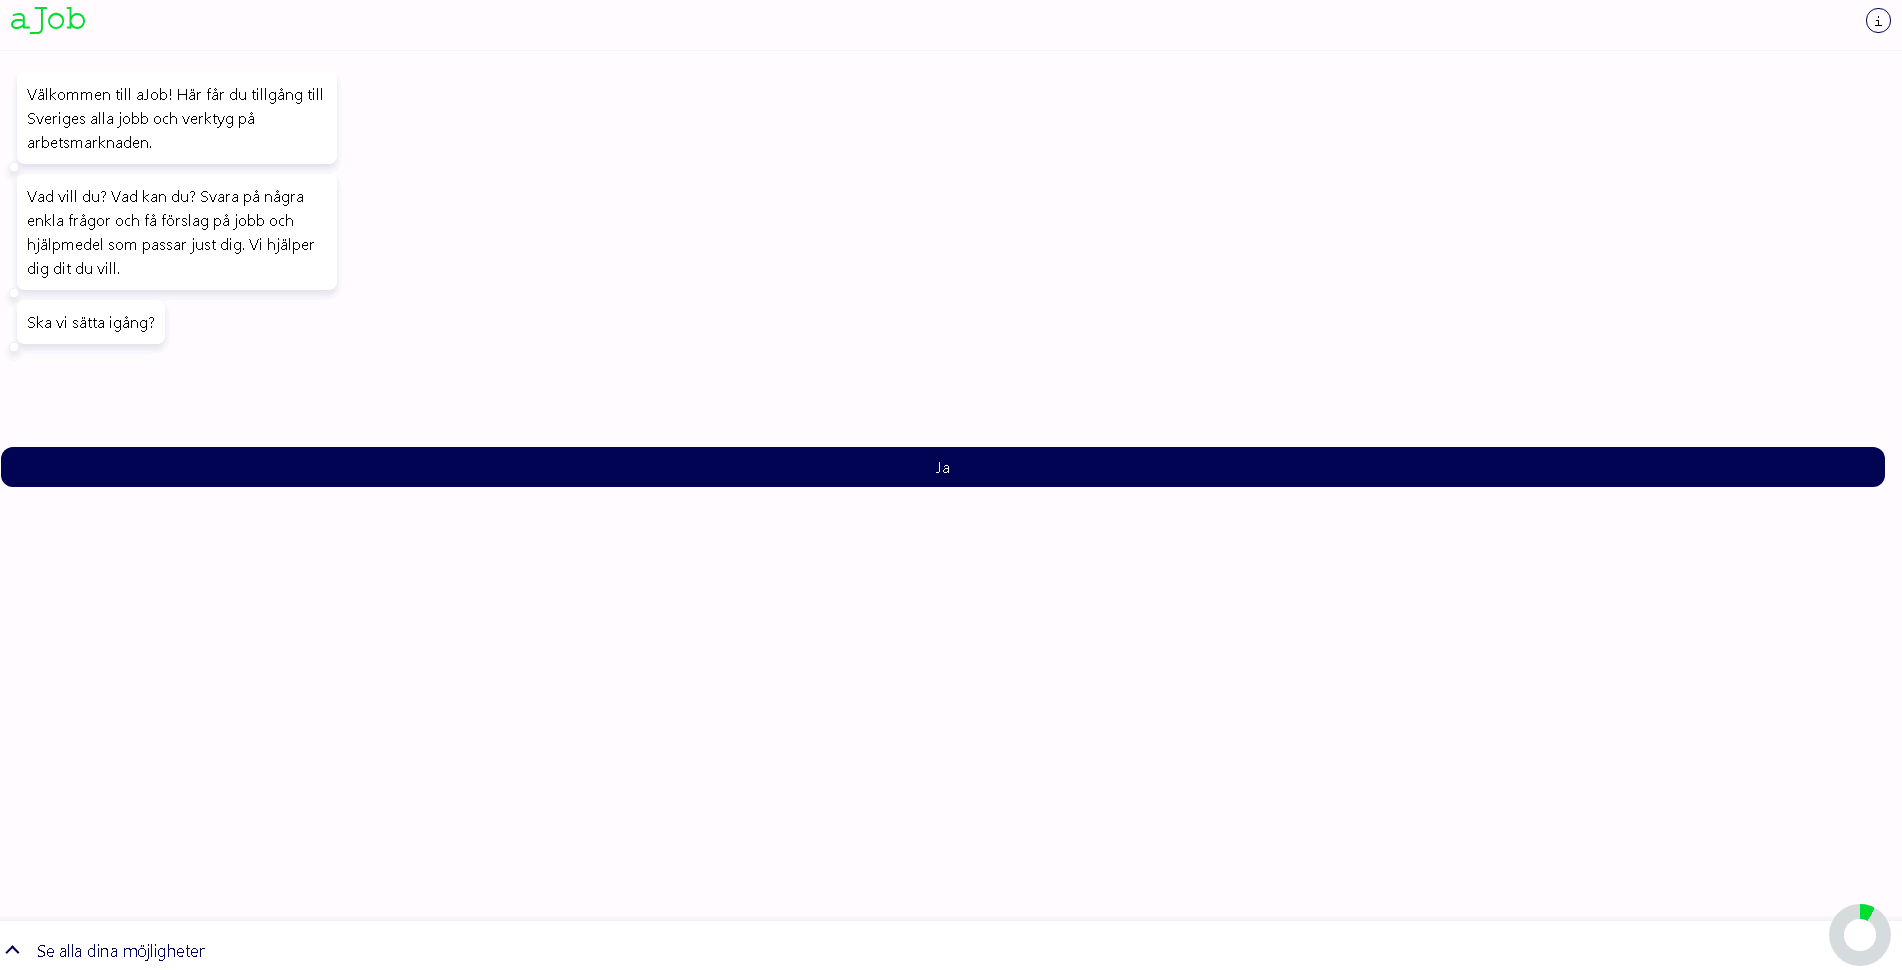 aJob
i
Välkommen till aJob! Här får du tillgång till
Sveriges alla jobb och verktyg på
arbetsmarknaden.
Vad vill du? Vad kan du? Svara på några
enkla frågor och få förslag på jobb och
hjälpmedel som passar just dig. Vi hjälper
dig dit du vill.
Ska vi sätta igång?
Ja
Se alla dina möjligheter